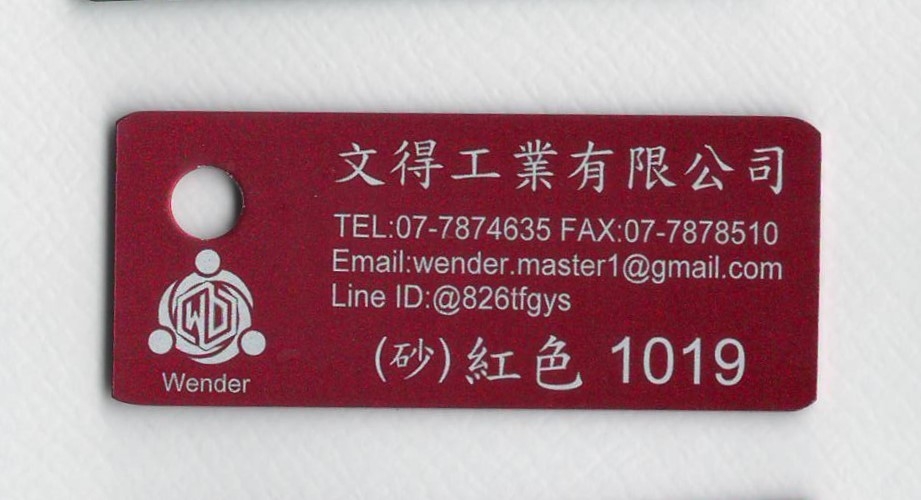 文得工業有限公司
TEL:07-7874635 FAX:07-7878510
Email:wender.master1@gmail.com
Line ID:@826tfgys
(砂)紅色 1019
WD
Wender